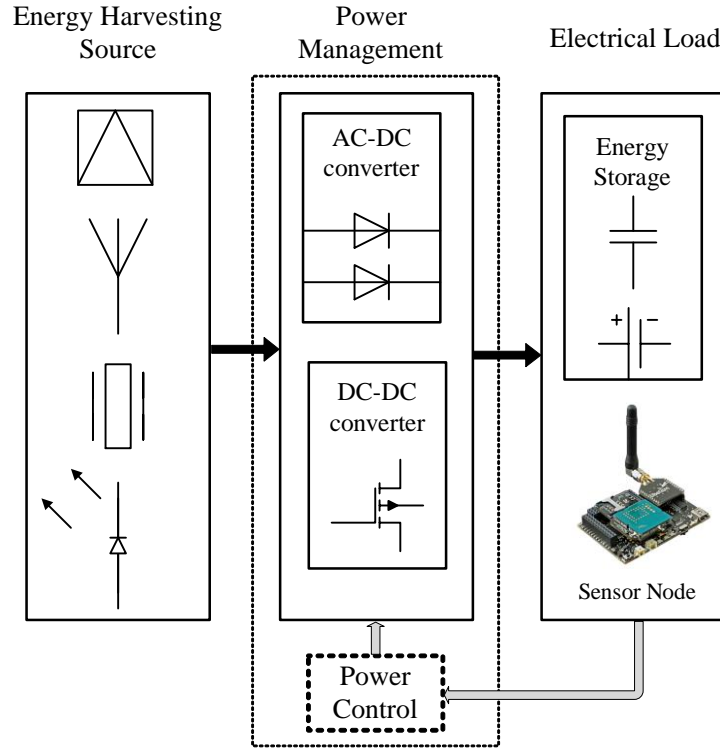 Energy Harvesting
Source
Power
Management
Electrical Load
AC-DC
converter
DC-DC
converter
Energy
Storage
+ −
Sensor Node
Power
Control